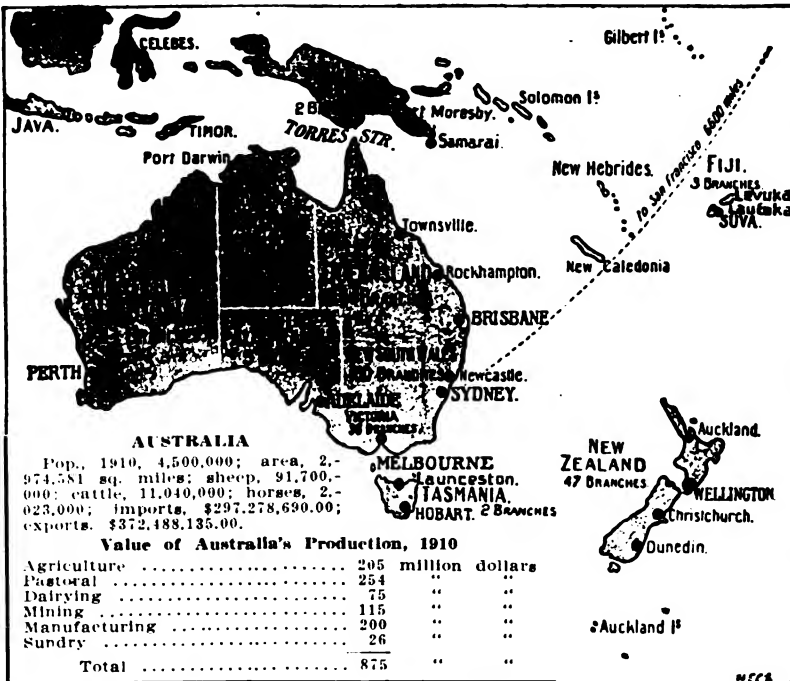 CELEBES.
Gilbert Is
JAVA.
TIMOR.
Port Darwin
TORRES STR.
Moresby.
Samarai.
Solomon Is
New Hebrides.
to San Francisco 6600 miles
FIJI.
3 BRANCHES
Levuka
Lautoka
SUVA.
Townsville.
Rockhampton.
New Caledonia
BRISBANE
NEW SOUTH WALES
BRANCHES
Newcastle.
PERTH
SYDNEY.
ADELAIDE
VICTORIA
BRANCHES
MELBOURNE
Launceston.
TASMANIA.
HOBART. 2 BRANCHES
Auckland.
NEW
ZEALAND
47 BRANCHES
WELLINGTON
Christchurch.
Dunedin.
Auckland Is
AUSTRALIA
Pop., 1910, 4,500,000; area, 2,-
974,581 sq. miles; sheep, 91,700,-
000; cattle, 11,040,000; horses, 2,-
023,000; imports, $297,278,690.00;
exports, $372,488,135.00.
Value of Australia's Production, 1910
Agriculture ........................ 205 million dollars
Pastoral ........................ 254 " "
Dairying ........................ 75 " "
Mining ........................ 115 " "
Manufacturing .................. 200 " "
Sundry ........................ 26 " "
Total ..................... 875 " "